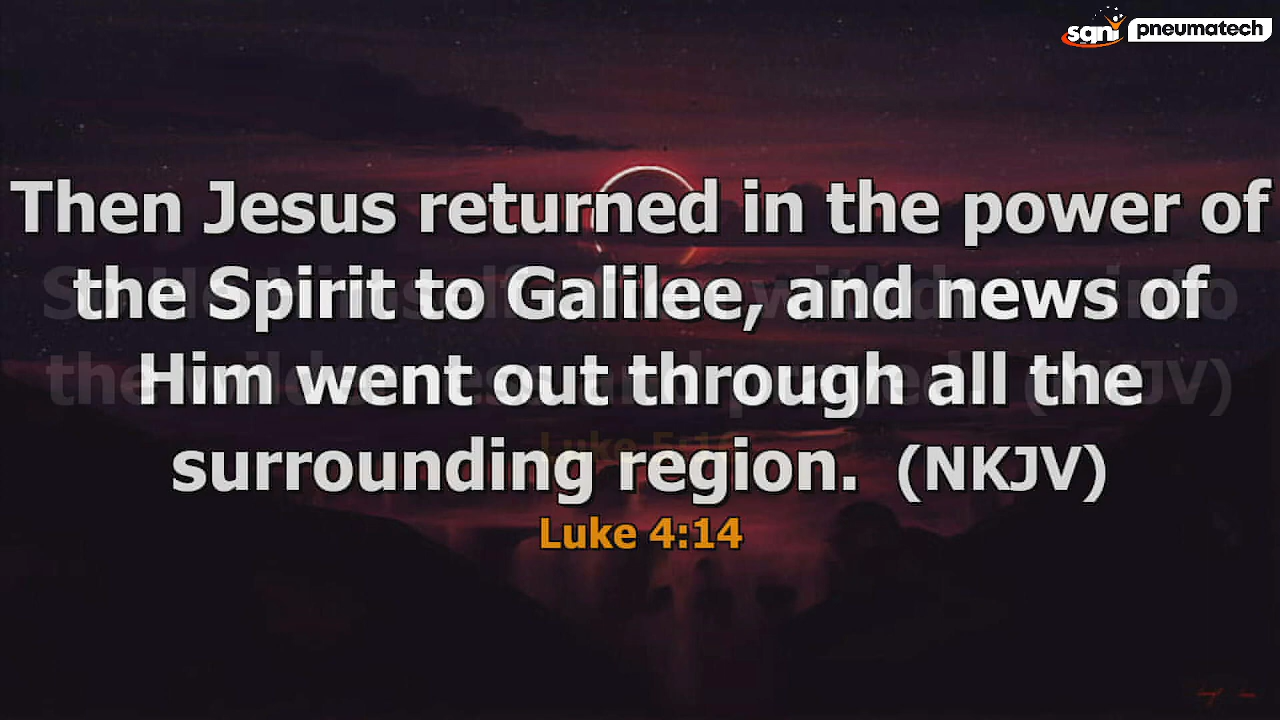 sqni pneumatech
Then Jesus returned in the power of
the Spirit to Galilee, and news of
Him went out through all the
surrounding region. (NKJV)
Luke 4:14